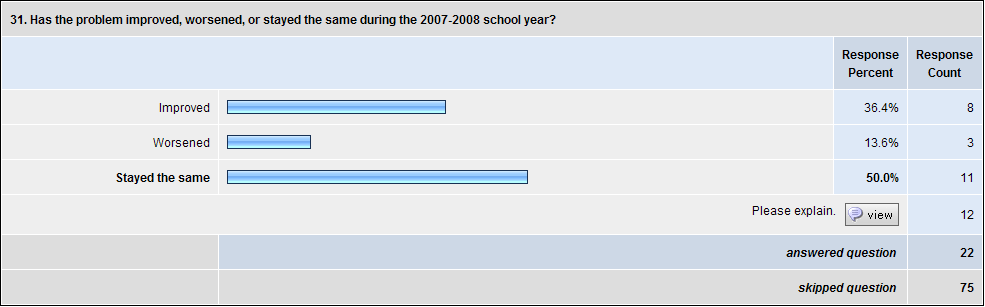 31. Has the problem improved, worsened, or stayed the same during the 2007-2008 school year?
Response Percent Response Count
Improved 36.4% 8
Worsened 13.6% 3
Stayed the same 50.0% 11
Please explain. view 12
answered question 22
skipped question 75